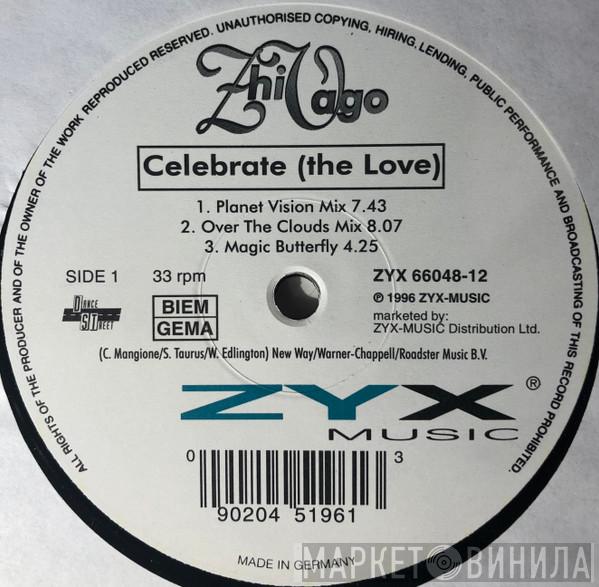 ALL RIGHTS OF THE PRODUCER AND OF THE OWNER OF THE WORK REPRODUCED RESERVED. UNAUTHORISED COPYING, HIRING, LENDING, PUBLIC PERFORMANCE AND BROADCASTING OF THIS RECORD PROHIBITED.
Zhi Vago
Celebrate (the Love)
1. Planet Vision Mix 7.43
2. Over The Clouds Mix 8.07
3. Magic Butterfly 4.25
SIDE 1 33 rpm ZYX 66048-12
℗ 1996 ZYX-MUSIC
marketed by:
ZYX-MUSIC Distribution Ltd.
DANCE STREET
BIEM
GEMA
(C. Mangione/S. Taurus/W. Edlington) New Way/Warner-Chappell/Roadster Music B.V.
ZYX ®
MUSIC
0 3
90204 51961
MADE IN GERMANY
МАРКЕТ ВИНИЛА